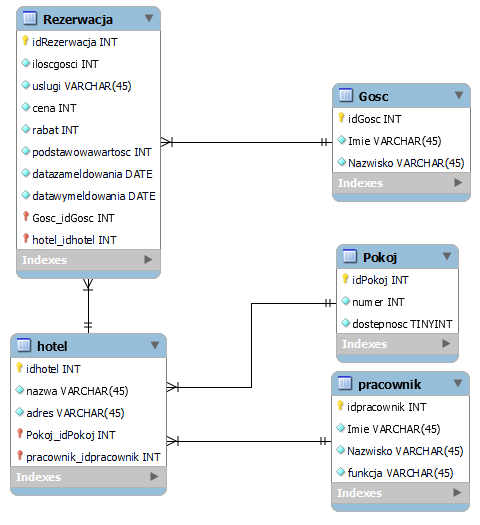 Rezerwacja
idRezerwacja INT
iloscgosci INT
uslugi VARCHAR(45)
cena INT
rabat INT
podstawowawartosc INT
datazameldowania DATE
datawymeldowania DATE
Gosc_idGosc INT
hotel_idhotel INT
Indexes
Gosc
idGosc INT
Imie VARCHAR(45)
Nazwisko VARCHAR(45)
Indexes
Pokoj
idPokoj INT
numer INT
dostepnosc TINYINT
Indexes
hotel
idhotel INT
nazwa VARCHAR(45)
adres VARCHAR(45)
Pokoj_idPokoj INT
pracownik_idpracownik INT
Indexes
pracownik
idpracownik INT
Imie VARCHAR(45)
Nazwisko VARCHAR(45)
funkcja VARCHAR(45)
Indexes